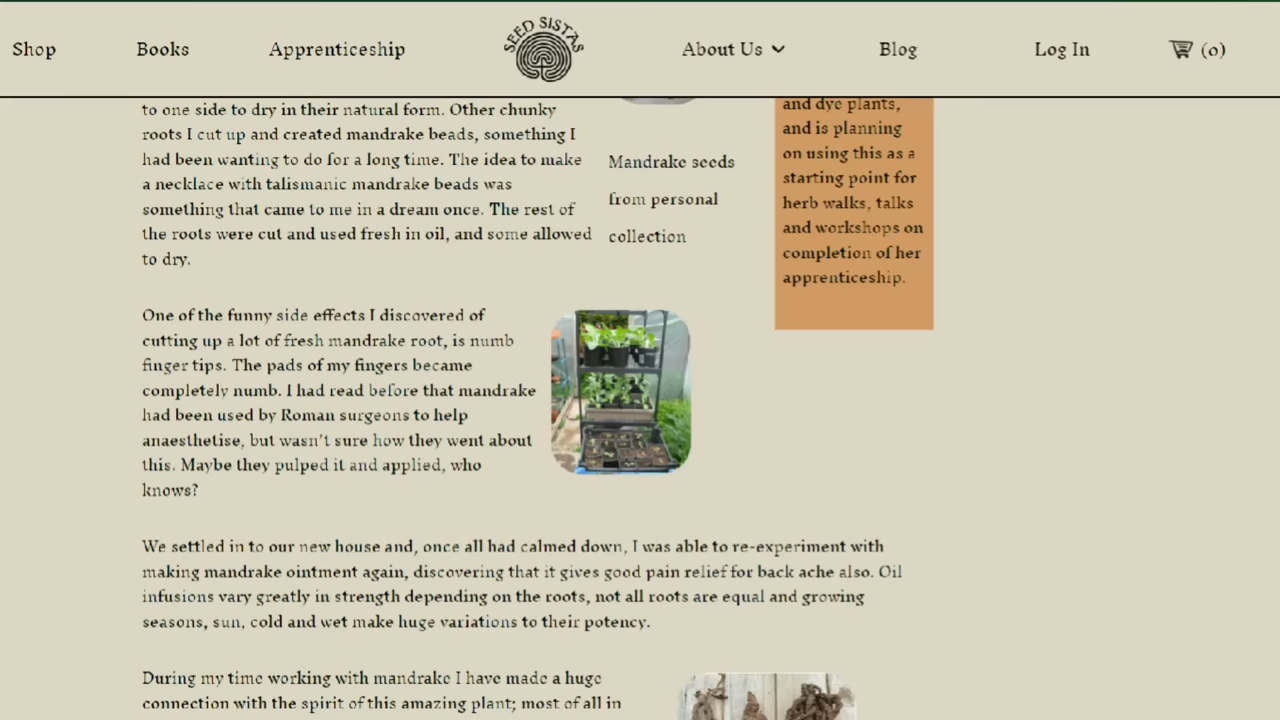 Shop
Books
Apprenticeship
SEED SISTAS
About Us
Blog
Log In
(0)
to one side to dry in their natural form. Other chunky
roots I cut up and created mandrake beads, something I
had been wanting to do for a long time. The idea to make
a necklace with talismanic mandrake beads was
something that came to me in a dream once. The rest of
the roots were cut and used fresh in oil, and some allowed
to dry.
Mandrake seeds
from personal
collection
and dye plants,
and is planning
on using this as a
starting point for
herb walks, talks
and workshops on
completion of her
apprenticeship.
One of the funny side effects I discovered of
cutting up a lot of fresh mandrake root, is numb
finger tips. The pads of my fingers became
completely numb. I had read before that mandrake
had been used by Roman surgeons to help
anaesthetise, but wasn't sure how they went about
this. Maybe they pulped it and applied, who
knows?
We settled in to our new house and, once all had calmed down, I was able to re-experiment with
making mandrake ointment again, discovering that it gives good pain relief for back ache also. Oil
infusions vary greatly in strength depending on the roots, not all roots are equal and growing
seasons, sun, cold and wet make huge variations to their potency.
During my time working with mandrake I have made a huge
connection with the spirit of this amazing plant; most of all in